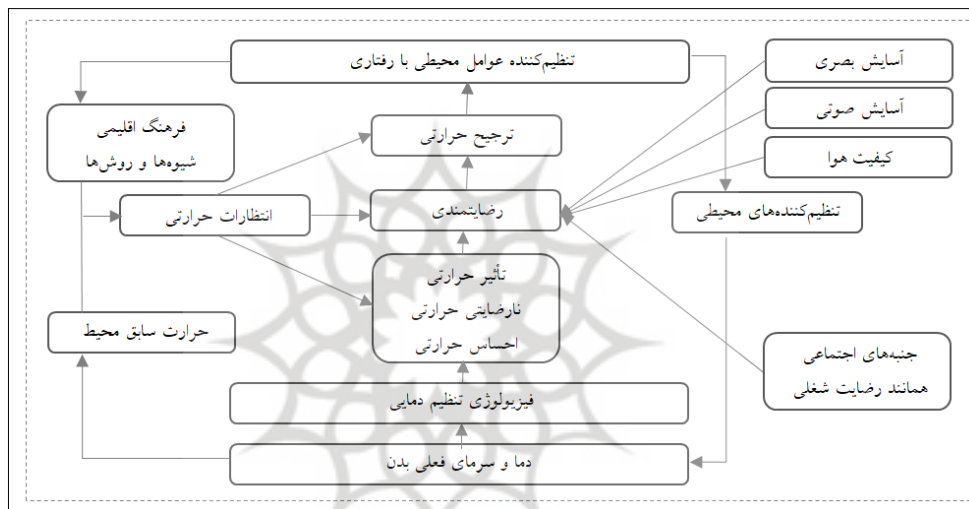 تنظیم‌کننده عوامل محیطی با رفتاری
آسایش بصری
آسایش صوتی
فرهنگ اقلیمی
شیوه‌ها و روش‌ها
ترجیح حرارتی
کیفیت هوا
تنظیم‌کننده‌های محیطی
رضایتمندی
انتظارات حرارتی
تأثیر حرارتی
نارضایتی حرارتی
احساس حرارتی
حرارت سابق محیط
جنبه‌های اجتماعی
همانند رضایت شغلی
فیزیولوژی تنظیم دمایی
دما و سرمای فعلی بدن